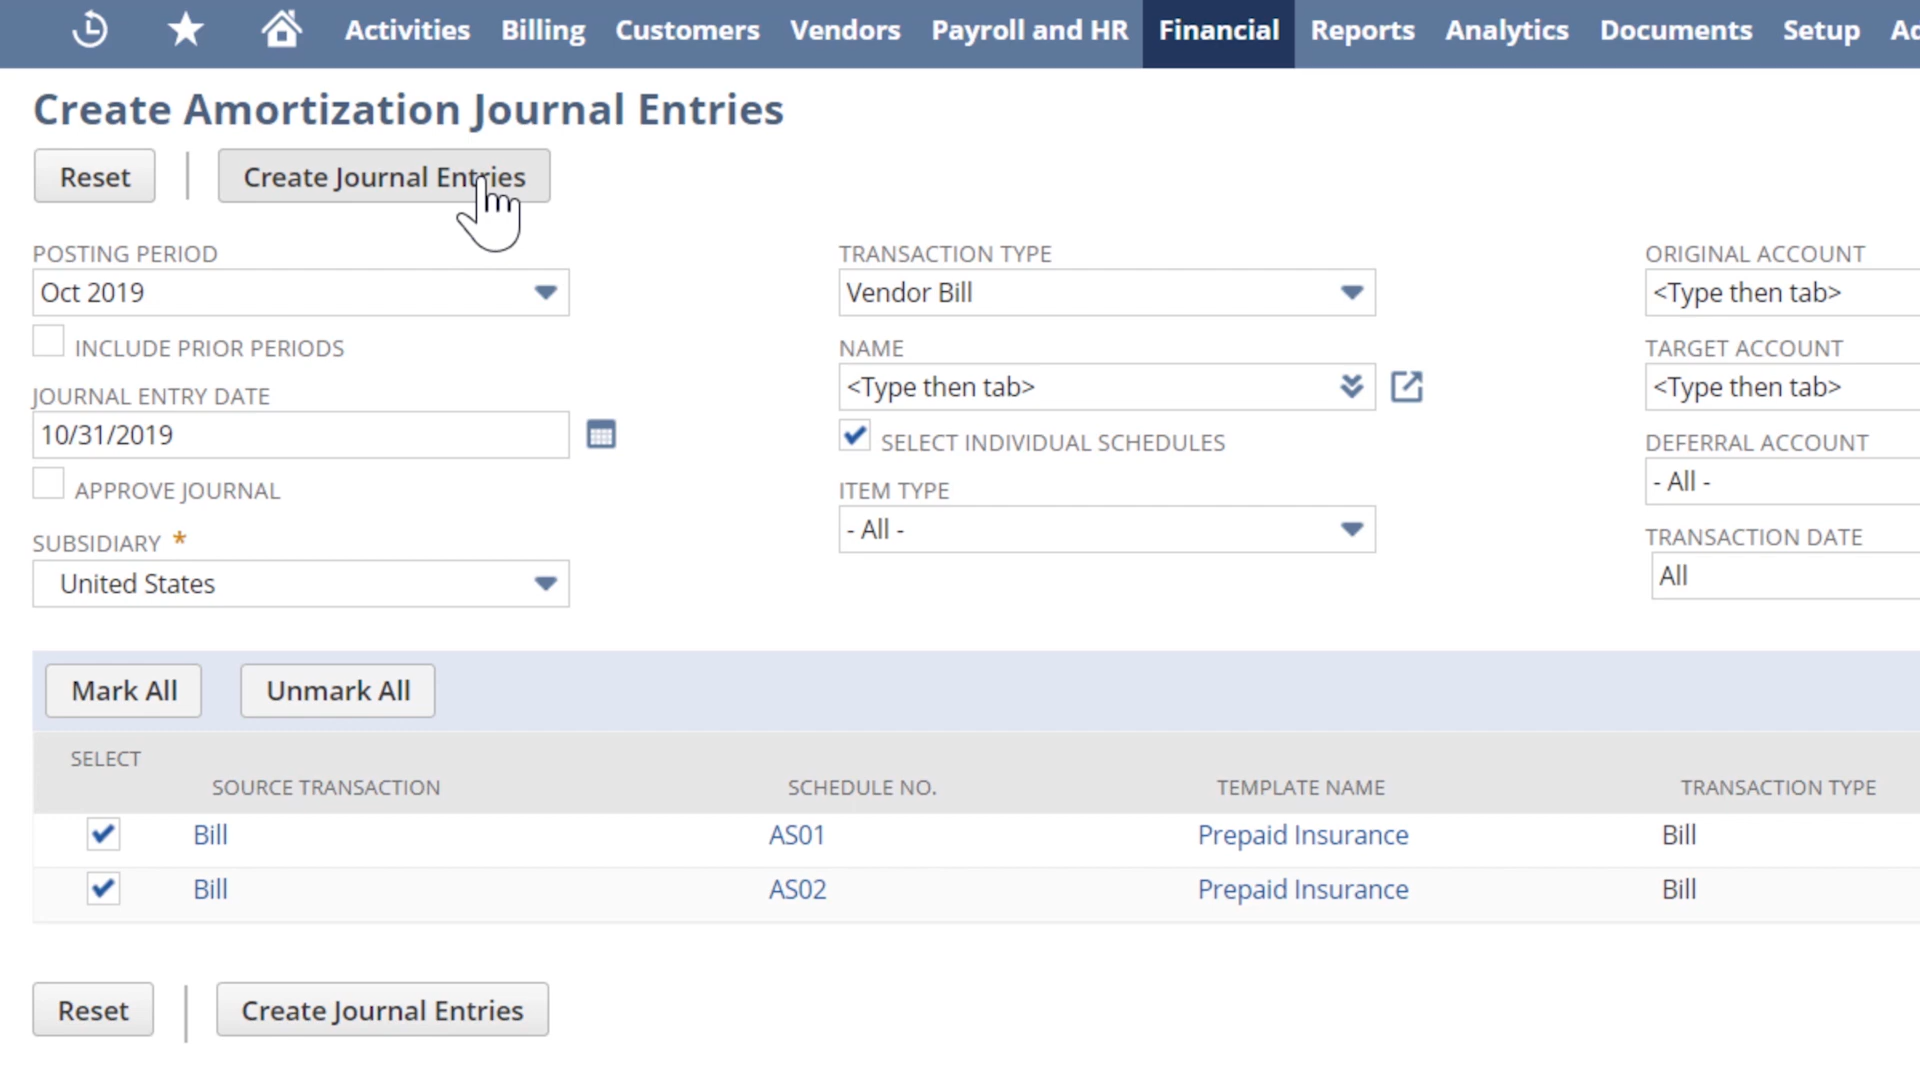 Activities Billing Customers Vendors Payroll and HR Financial Reports Analytics Documents Setup
Create Amortization Journal Entries
Reset Create Journal Entries
POSTING PERIOD TRANSACTION TYPE ORIGINAL ACCOUNT
Oct 2019 Vendor Bill <Type then tab>
INCLUDE PRIOR PERIODS NAME TARGET ACCOUNT
<Type then tab> <Type then tab>
JOURNAL ENTRY DATE
10/31/2019 SELECT INDIVIDUAL SCHEDULES DEFERRAL ACCOUNT
APPROVE JOURNAL ITEM TYPE - All -
SUBSIDIARY * - All - TRANSACTION DATE
United States All
Mark All Unmark All
SELECT
SOURCE TRANSACTION SCHEDULE NO. TEMPLATE NAME TRANSACTION TYPE
Bill AS01 Prepaid Insurance Bill
Bill AS02 Prepaid Insurance Bill
Reset Create Journal Entries